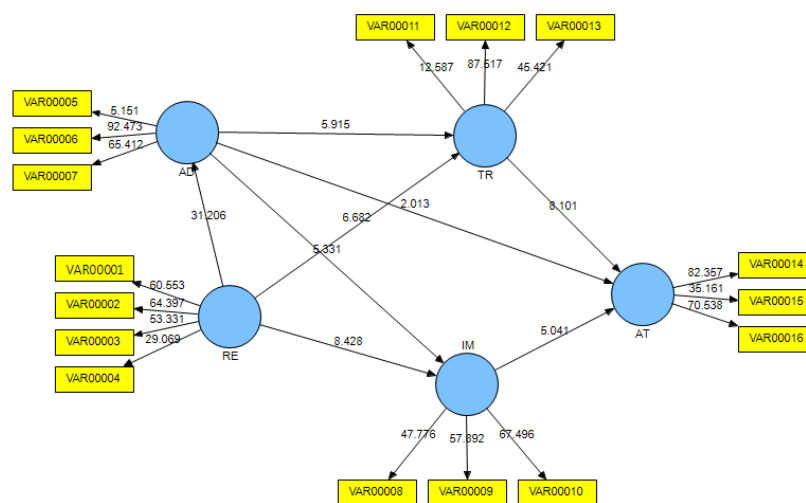 VAR00011
VAR00012
VAR00013
12.587
87.517
45.421
VAR00005
VAR00006
VAR00007
5.151
92.473
65.412
AD
5.915
TR
31.206
6.682
2.013
8.101
5.331
VAR00001
VAR00002
VAR00003
VAR00004
60.553
64.397
53.331
29.069
RE
8.428
IM
5.041
AT
82.357
35.161
70.538
VAR00014
VAR00015
VAR00016
47.776
57.892
67.496
VAR00008
VAR00009
VAR00010